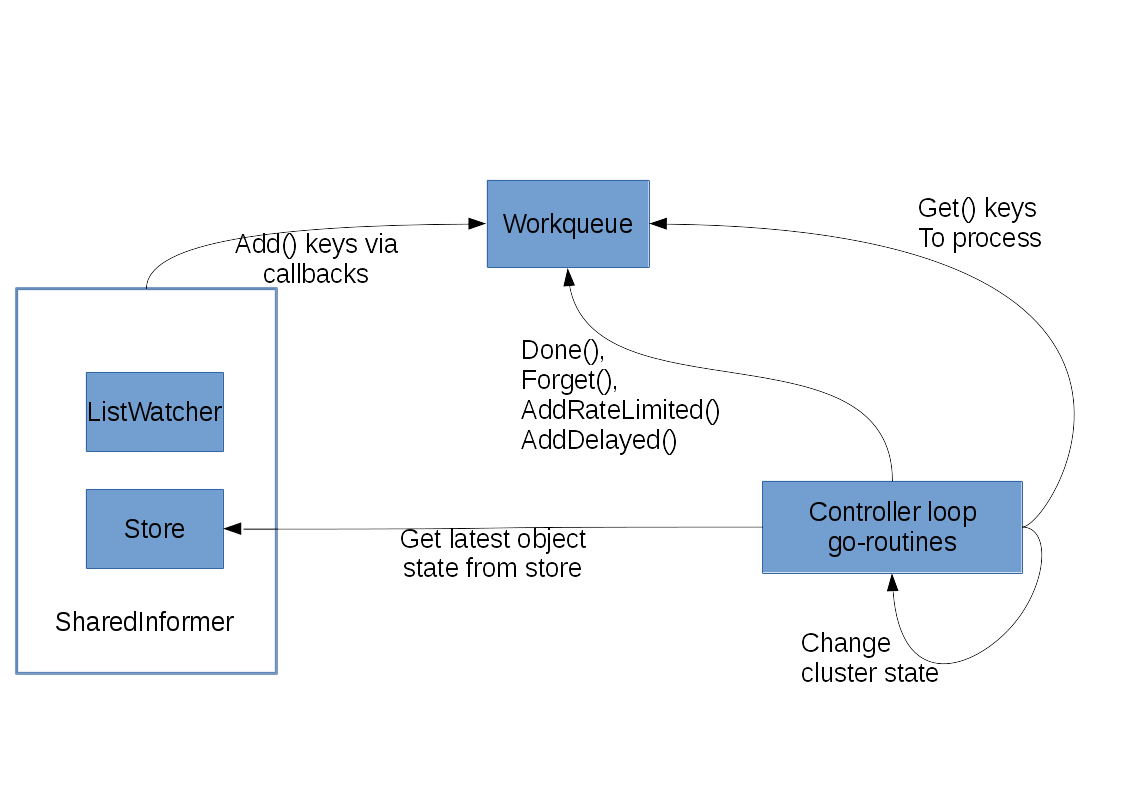 Workqueue
Get() keys
To process
Add() keys via
callbacks
Done(),
Forget(),
AddRateLimited()
AddDelayed()
ListWatcher
Store
SharedInformer
Get latest object
state from store
Controller loop
go-routines
Change
cluster state